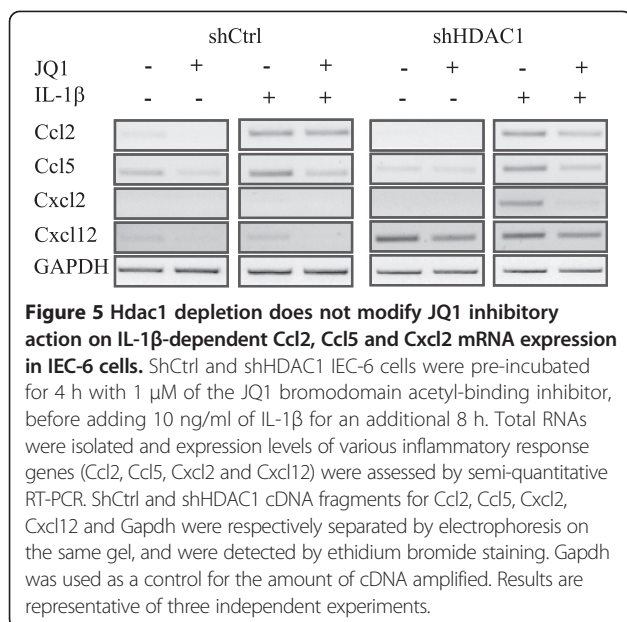 shCtrl shHDAC1
JQ1 - + - + - + - +
IL-1β - - + + - - + +
Ccl2
Ccl5
Cxcl2
Cxcl12
GAPDH
Figure 5 Hdac1 depletion does not modify JQ1 inhibitory
action on IL-1β-dependent Ccl2, Ccl5 and Cxcl2 mRNA expression
in IEC-6 cells. ShCtrl and shHDAC1 IEC-6 cells were pre-incubated
for 4 h with 1 μM of the JQ1 bromodomain acetyl-binding inhibitor,
before adding 10 ng/ml of IL-1β for an additional 8 h. Total RNAs
were isolated and expression levels of various inflammatory response
genes (Ccl2, Ccl5, Cxcl2 and Cxcl12) were assessed by semi-quantitative
RT-PCR. ShCtrl and shHDAC1 cDNA fragments for Ccl2, Ccl5, Cxcl2,
Cxcl12 and Gapdh were respectively separated by electrophoresis on
the same gel, and were detected by ethidium bromide staining. Gapdh
was used as a control for the amount of cDNA amplified. Results are
representative of three independent experiments.